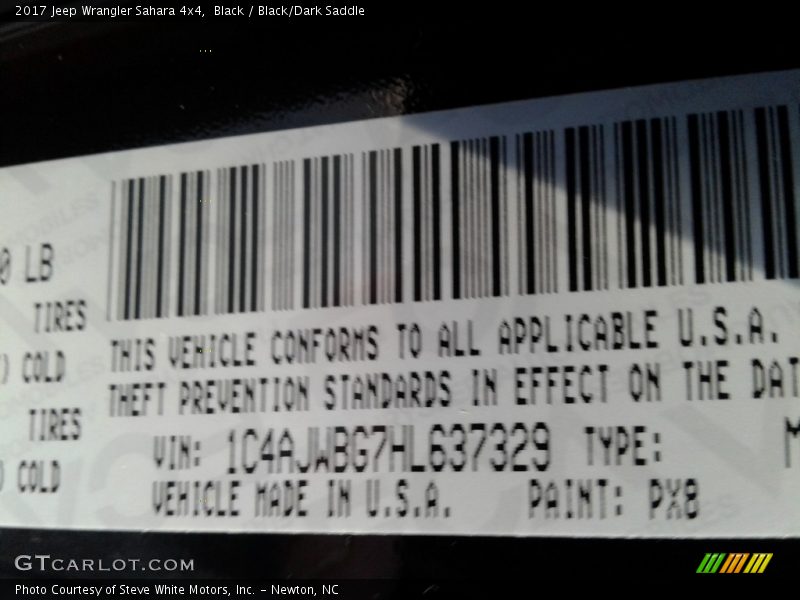 2017 Jeep Wrangler Sahara 4x4,  Black / Black/Dark Saddle
LB
TIRES
COLD
TIRES
COLD
THIS VEHICLE CONFORMS TO ALL APPLICABLE U.S.A.
THEFT PREVENTION STANDARDS IN EFFECT ON THE DAT
VIN: 1C4AJWBG7HL637329 TYPE: M
VEHICLE MADE IN U.S.A. PAINT: PX8
GTCARLOT.COM
Photo Courtesy of Steve White Motors, Inc. – Newton, NC